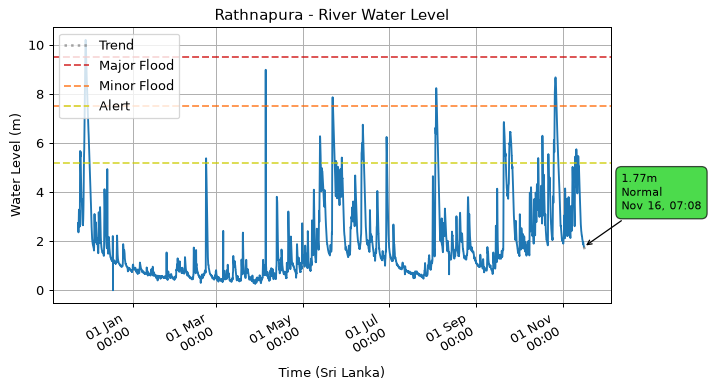 Rathnapura - River Water Level
Water Level (m)
10
8
6
4
2
0
Trend
Major Flood
Minor Flood
Alert
1.77m
Normal
Nov 16, 07:08
01 Jan
00:00
01 Mar
00:00
01 May
00:00
01 Jul
00:00
01 Sep
00:00
01 Nov
00:00
Time (Sri Lanka)